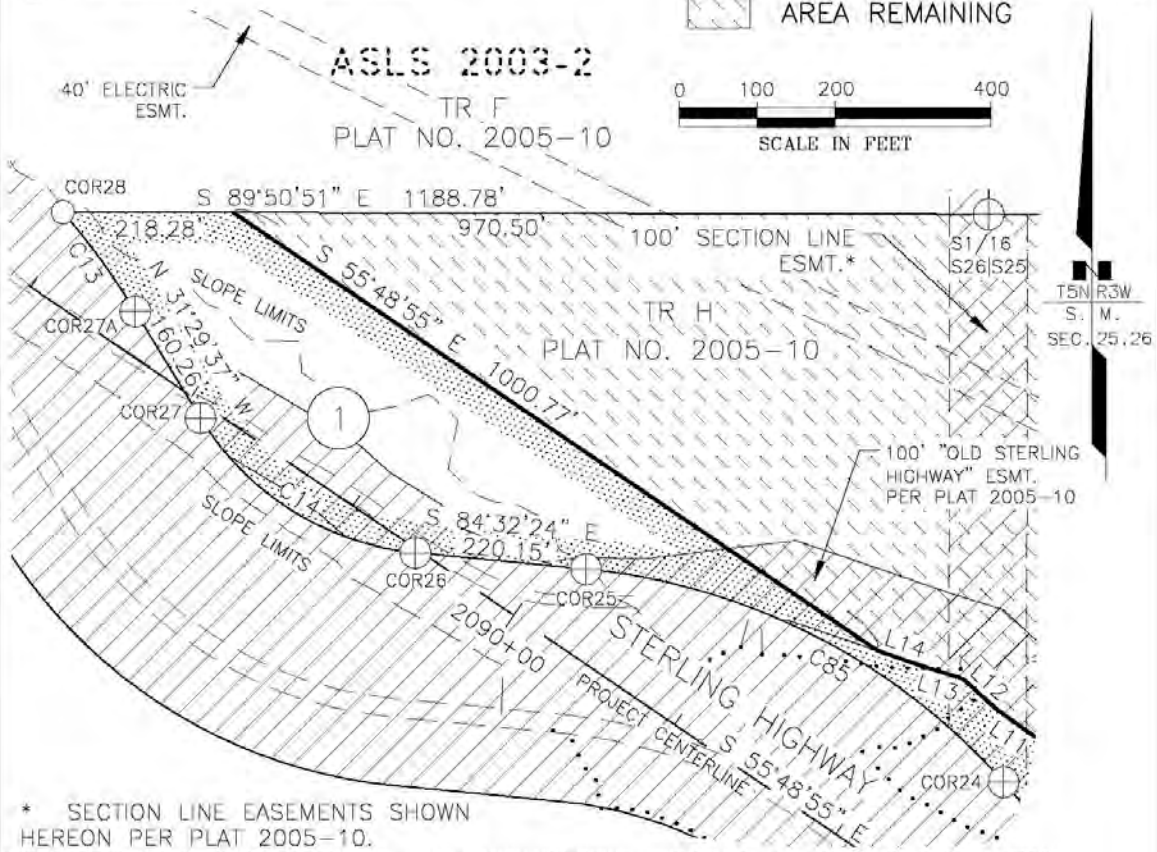 AREA REMAINING
40' ELECTRIC
ESMT.
ASLS 2003-2
TR F
PLAT NO. 2005-10
0 100 200 400
SCALE IN FEET
COR28
S 89°50'51" E 1188.78'
218.28'
970.50'
100' SECTION LINE
ESMT.*
S1/16
S26|S25
N
T5N R3W
S. M.
SEC. 25,26
C13
N 31°29'37" W
160.26'
SLOPE LIMITS
S 55°48'55" E
1000.77'
TR H
PLAT NO. 2005-10
COR27A
COR27
1
100' "OLD STERLING
HIGHWAY" ESMT.
PER PLAT 2005-10
C14
SLOPE LIMITS
S 84°32'24" E
220.15'
COR26
COR25
2090+00
STERLING HIGHWAY
PROJECT CENTERLINE
S 55°48'55" E
C85
L14
L13
L12
L11
COR24
* SECTION LINE EASEMENTS SHOWN
HEREON PER PLAT 2005-10.